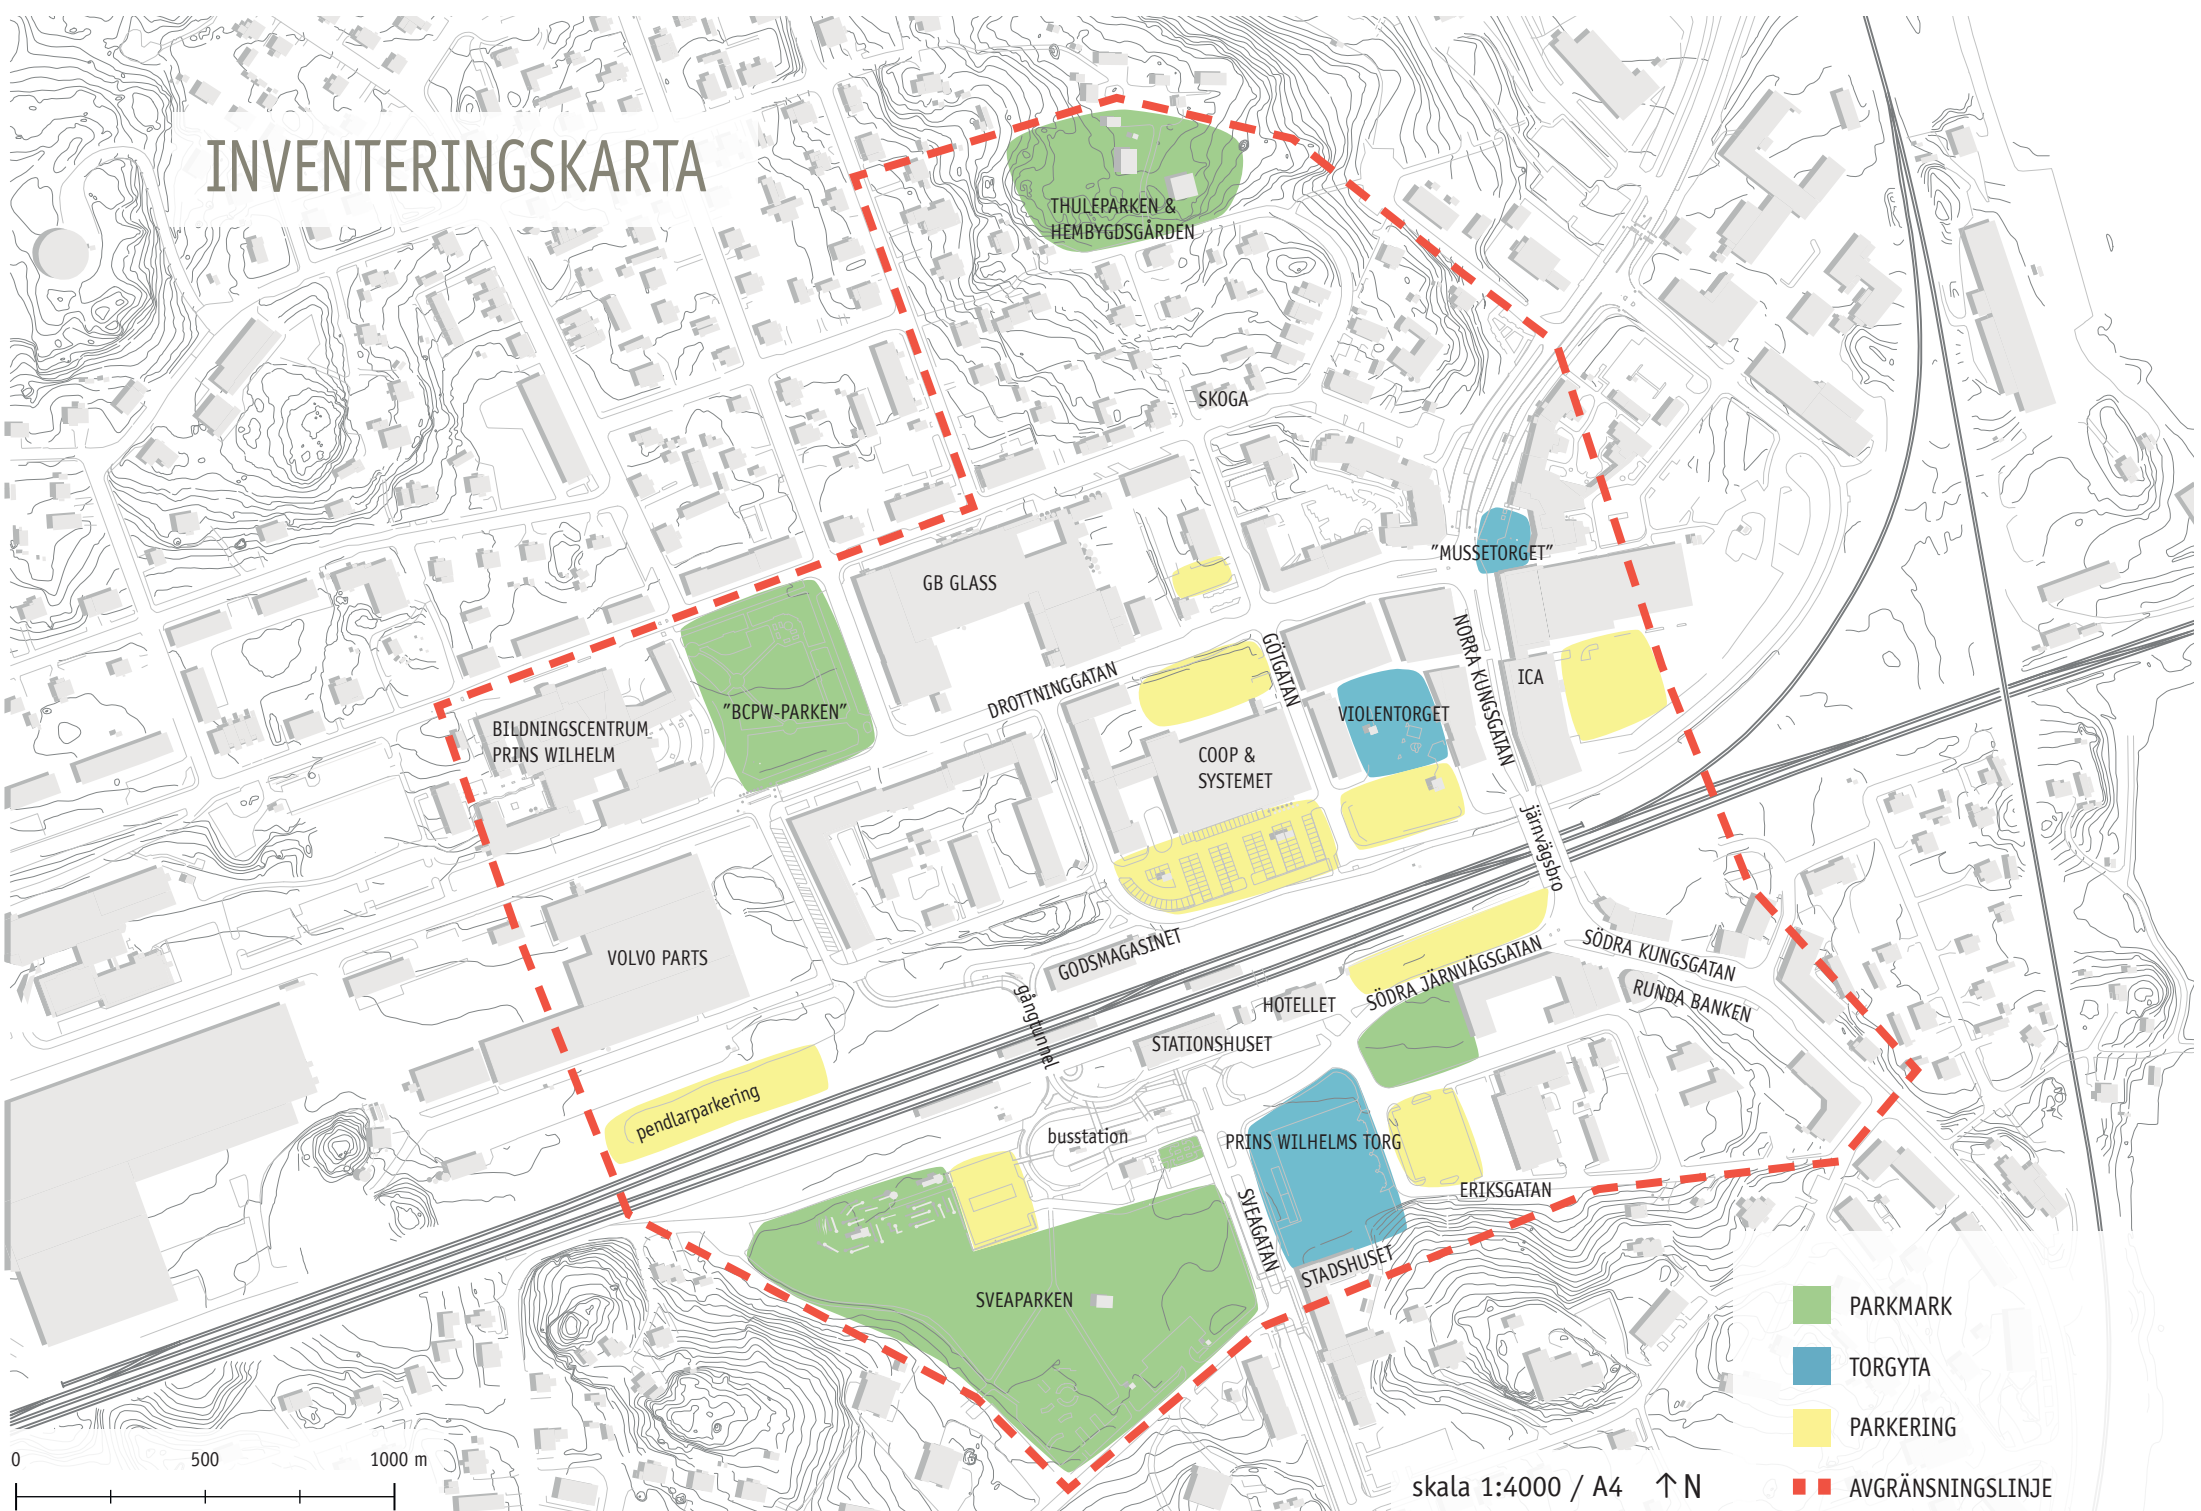 INVENTERINGSKARTA
THULEPARKEN &
HEMBYGDSGÅRDEN
SKOGA
"MUSSETORGET"
GB GLASS
NORRA KUNGSGATAN
GÖTGATAN
DROTTNINGGATAN
ICA
"BCPW-PARKEN"
VIOLENTORGET
BILDNINGSCENTRUM
PRINS WILHELM
COOP &
SYSTEMET
järnvägsbro
VOLVO PARTS
GODSMAGASINET
SÖDRA KUNGSGATAN
SÖDRA JÄRNVÄGSGATAN
RUNDA BANKEN
HOTELLET
gångtunnel
STATIONSHUSET
pendlarparkering
busstation
PRINS WILHELMS TORG
ERIKSGATAN
SVEAGATAN
STADSHUSET
SVEAPARKEN
PARKMARK
TORGYTA
PARKERING
AVGRÄNSNINGSLINJE
0 500 1000 m
skala 1:4000 / A4 ↑N